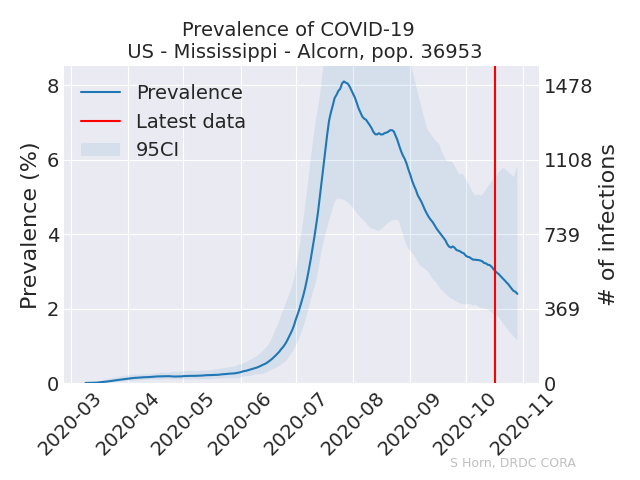 Prevalence of COVID-19
US - Mississippi - Alcorn, pop. 36953
Prevalence (%)
8
6
4
2
0
Prevalence
Latest data
95CI
1478
1108
739
369
0
# of infections
2020-03
2020-04
2020-05
2020-06
2020-07
2020-08
2020-09
2020-10
2020-11
S Horn, DRDC CORA